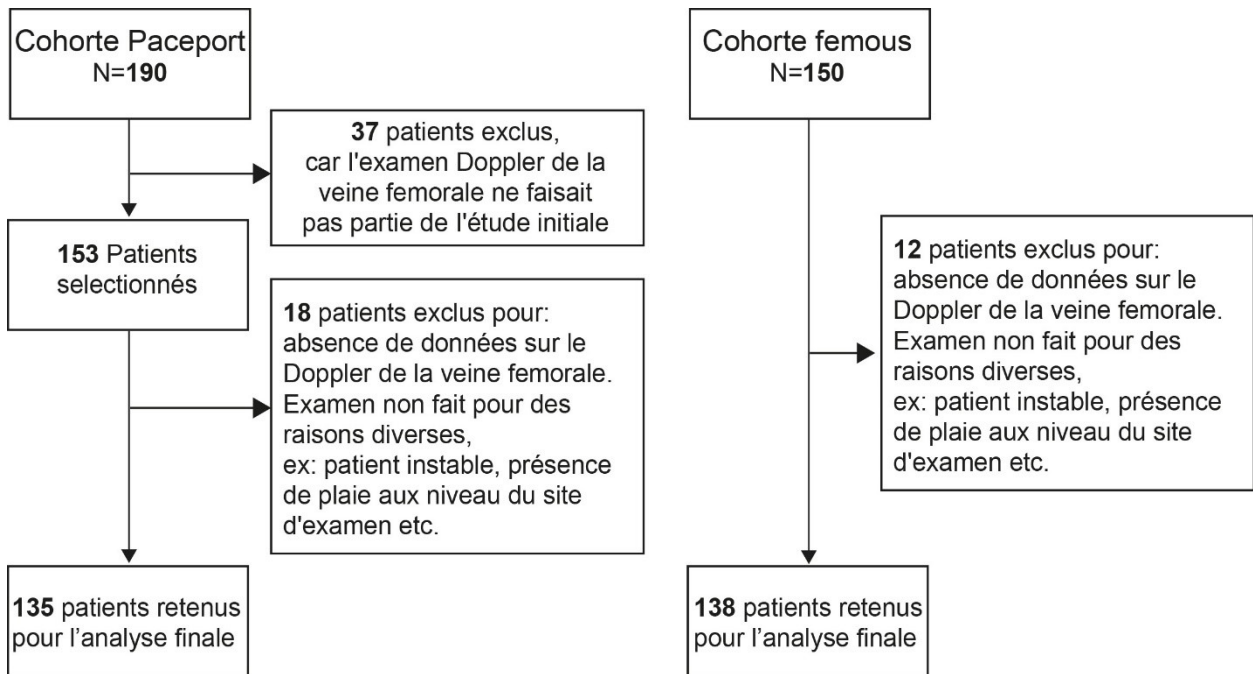 Cohorte Paceport
N=190
37 patients exclus,
car l'examen Doppler de la
veine femorale ne faisait
pas partie de l'étude initiale
153 Patients
selectionnés
18 patients exclus pour:
absence de données sur le
Doppler de la veine femorale.
Examen non fait pour des
raisons diverses,
ex: patient instable, présence
de plaie aux niveau du site
d'examen etc.
135 patients retenus
pour l’analyse finale
Cohorte femous
N=150
12 patients exclus pour:
absence de données sur le
Doppler de la veine femorale.
Examen non fait pour des
raisons diverses,
ex: patient instable, présence
de plaie aux niveau du site
d'examen etc.
138 patients retenus
pour l’analyse finale